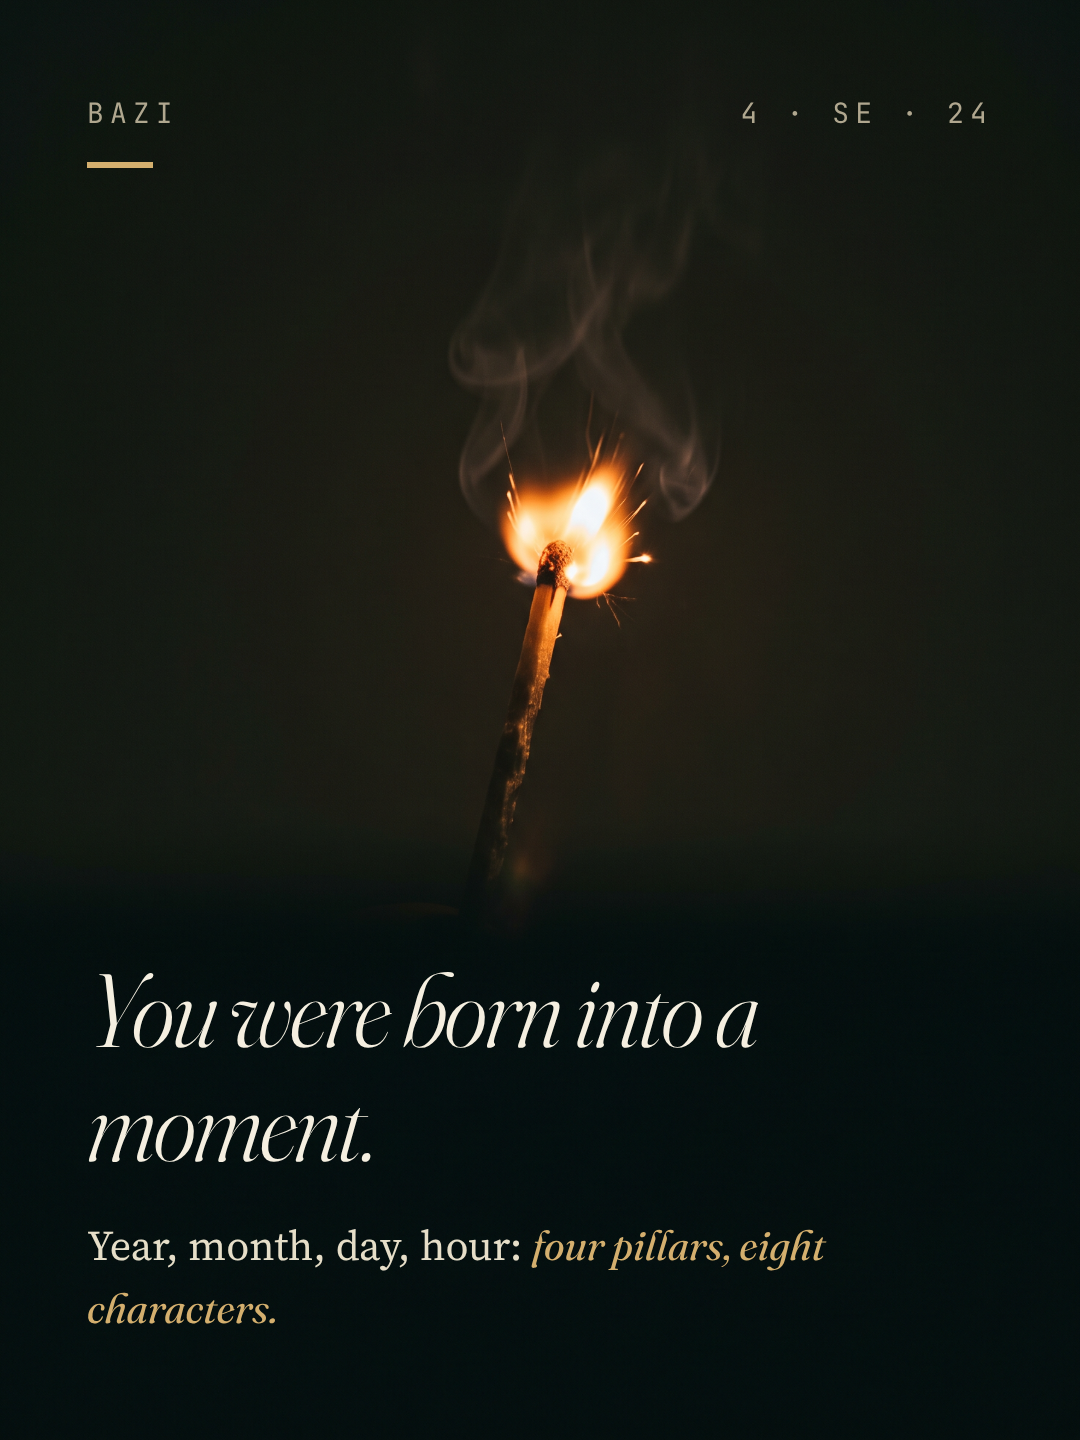 BAZI
4 · SE · 24
You were born into a
moment.
Year, month, day, hour: four pillars, eight
characters.